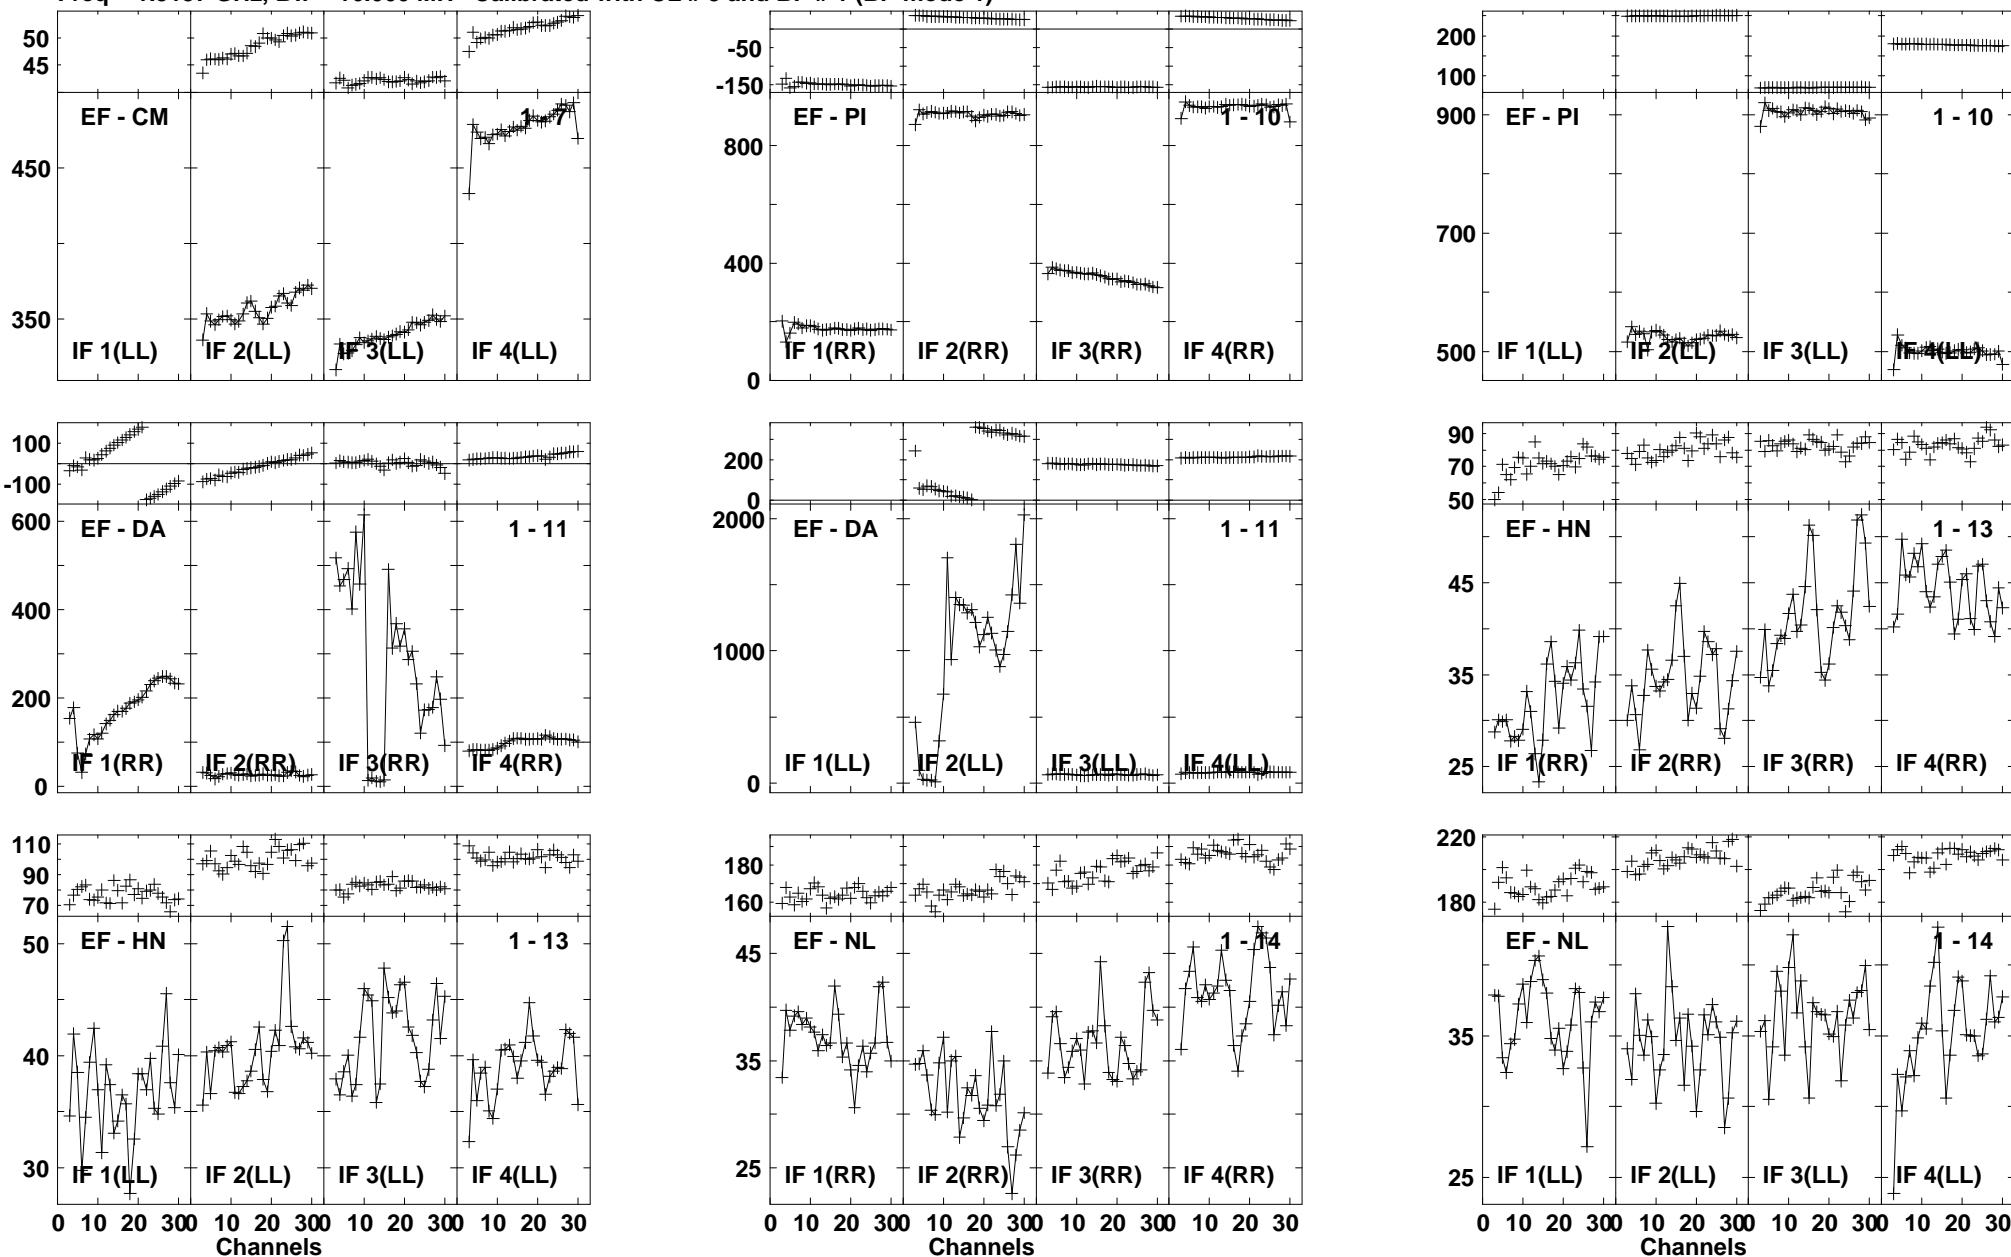 50
45
-50
-150
200
100
EF - CM 1 - 7
450
350
IF 1(LL) IF 2(LL) IF 3(LL) IF 4(LL)
EF - PI 1 - 10
800
400
0
IF 1(RR) IF 2(RR) IF 3(RR) IF 4(RR)
EF - PI 1 - 10
900
700
500
IF 1(LL) IF 2(LL) IF 3(LL) IF 4(LL)
100
-100
EF - DA 1 - 11
600
400
200
0
IF 1(RR) IF 2(RR) IF 3(RR) IF 4(RR)
200
0
EF - DA 1 - 11
2000
1000
0
IF 1(LL) IF 2(LL) IF 3(LL) IF 4(LL)
90
70
50
EF - HN 1 - 13
45
35
25
IF 1(RR) IF 2(RR) IF 3(RR) IF 4(RR)
110
90
70
EF - HN 1 - 13
50
40
30
IF 1(LL) IF 2(LL) IF 3(LL) IF 4(LL)
0 10 20 30 0 10 20 30 0 10 20 30 0 10 20 30
Channels
180
160
EF - NL 1 - 14
45
35
25
IF 1(RR) IF 2(RR) IF 3(RR) IF 4(RR)
0 10 20 30 0 10 20 30 0 10 20 30 0 10 20 30
Channels
220
180
EF - NL 1 - 14
35
25
IF 1(LL) IF 2(LL) IF 3(LL) IF 4(LL)
0 10 20 30 0 10 20 30 0 10 20 30 0 10 20 30
Channels